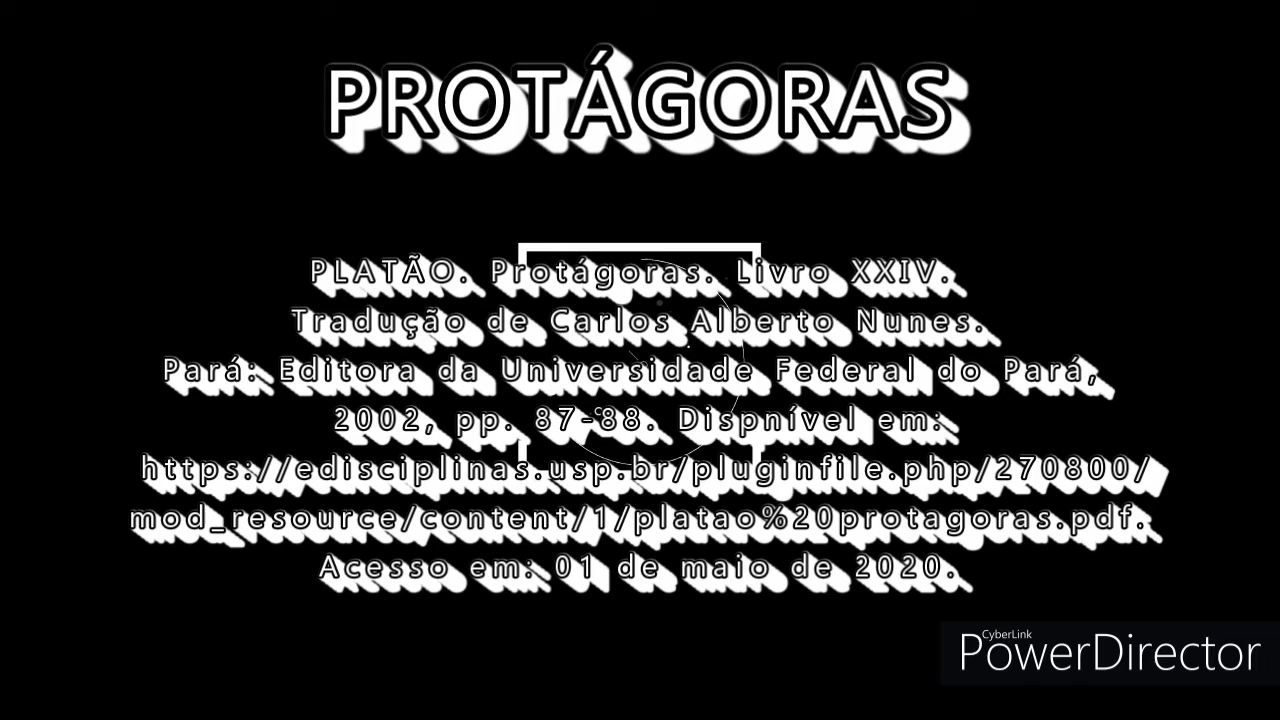 PROTÁGORAS
PLATÃO. Protágoras. Livro XXIV.
Tradução de Carlos Alberto Nunes.
Pará: Editora da Universidade Federal do Pará,
2002, pp. 87-88. Dispnível em:
https://edisciplinas.usp.br/pluginfile.php/270800/
mod_resource/content/1/platao%20protagoras.pdf.
Acesso em: 01 de maio de 2020.
CyberLink
PowerDirector